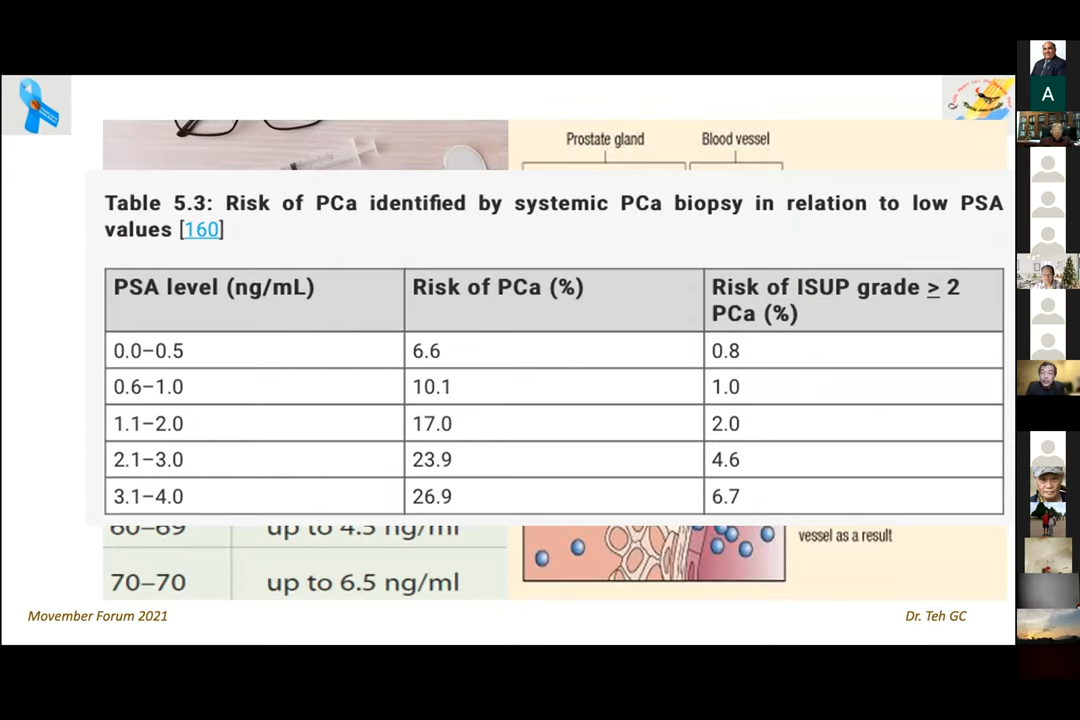 Prostate gland
Blood vessel
A
Table 5.3: Risk of PCa identified by systemic PCa biopsy in relation to low PSA
values [160]
PSA level (ng/mL) Risk of PCa (%) Risk of ISUP grade ≥ 2
PCa (%)
0.0–0.5 6.6 0.8
0.6–1.0 10.1 1.0
1.1–2.0 17.0 2.0
2.1–3.0 23.9 4.6
3.1–4.0 26.9 6.7
60–69 up to 4.5 ng/ml
vessel as a result
70–70 up to 6.5 ng/ml
Movember Forum 2021
Dr. Teh GC